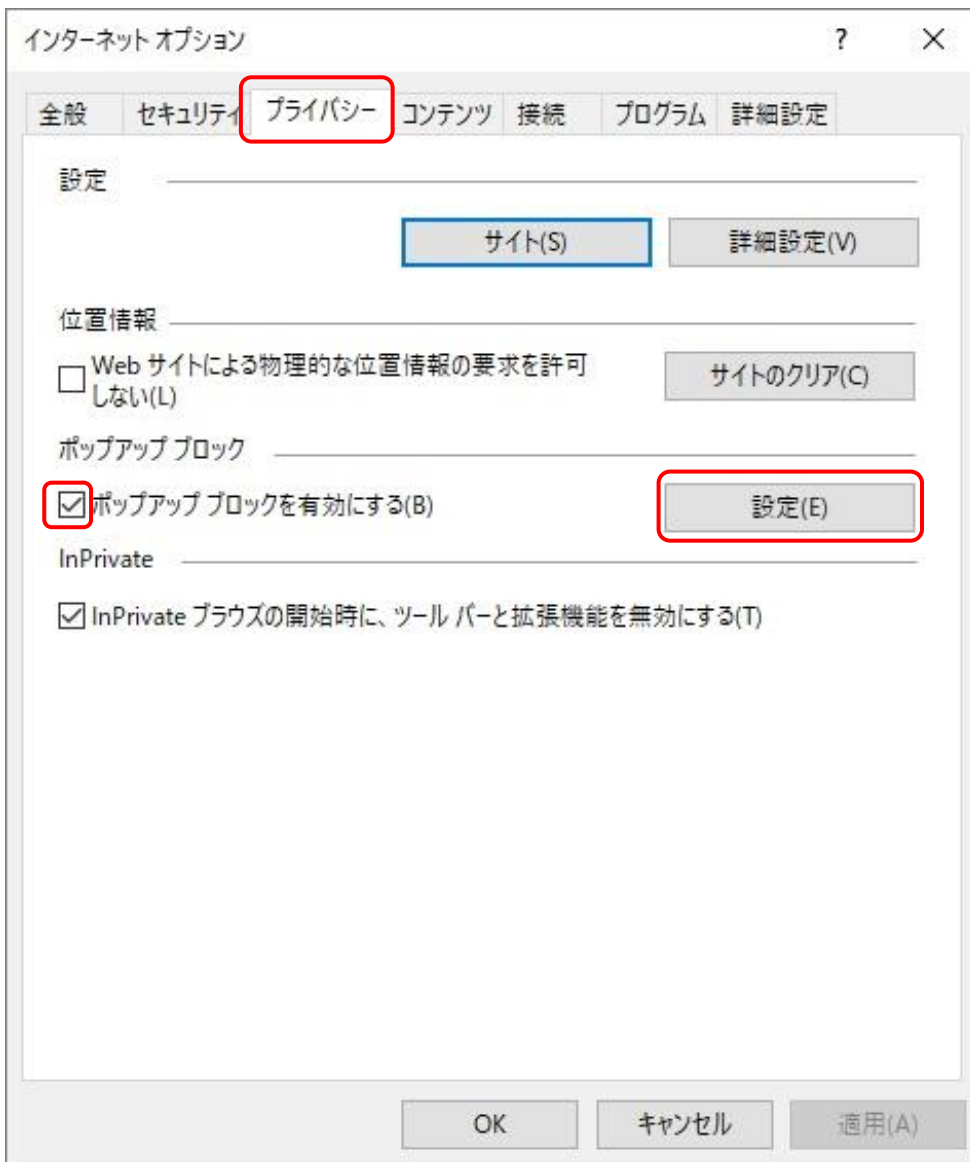 インターネット オプション ?
全般 セキュリティ プライバシー コンテンツ 接続 プログラム 詳細設定
設定
サイト(S) 詳細設定(V)
位置情報
Web サイトによる物理的な位置情報の要求を許可
しない(L)
サイトのクリア(C)
ポップアップ ブロック
ポップアップ ブロックを有効にする(B) 設定(E)
InPrivate
InPrivate ブラウズの開始時に、ツール バーと拡張機能を無効にする(T)
OK キャンセル 適用(A)